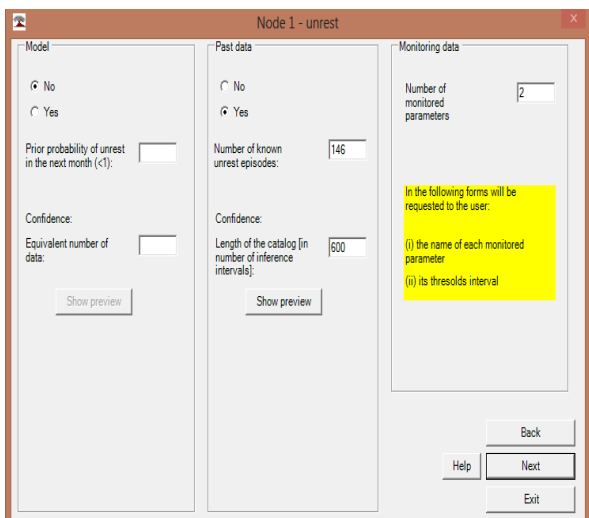 Node 1 - unrest
x
Model
No
Yes
Prior probability of unrest
in the next month (<1):
Confidence:
Equivalent number of
data:
Show preview
Past data
No
Yes
Number of known
unrest episodes:
146
Confidence:
Length of the catalog [in
number of inference
intervals]:
600
Show preview
Monitoring data
Number of
monitored
parameters
2
In the following forms will be
requested to the user:
(i) the name of each monitored
parameter
(ii) its thresolds interval
Back
Help
Next
Exit